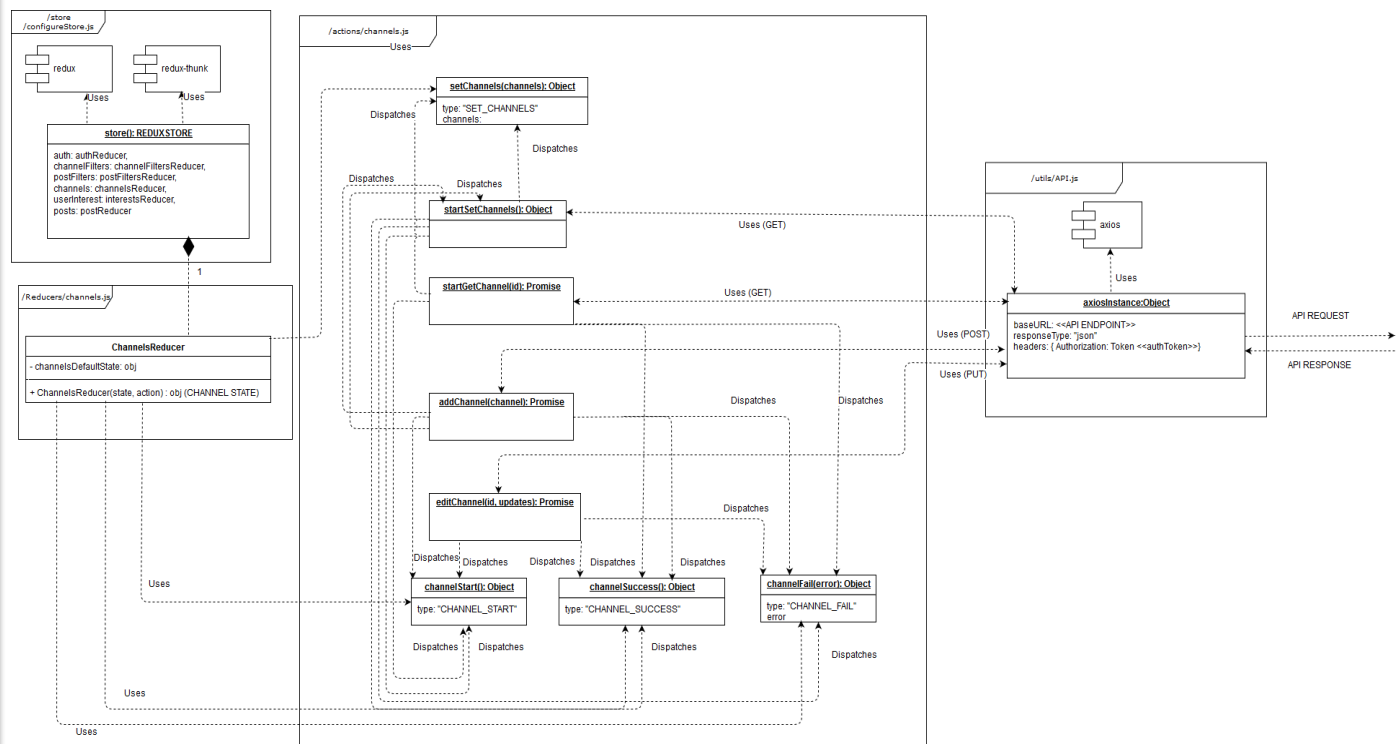 /store
/configureStore.js
redux
redux-thunk
Uses
Uses
store(): REDUXSTORE
auth: authReducer,
channelFilters: channelFiltersReducer,
postFilters: postFiltersReducer,
channels: channelsReducer,
userInterest: interestsReducer,
posts: postReducer
1
/Reducers/channels.js
ChannelsReducer
- channelsDefaultState: obj
+ ChannelsReducer(state, action) : obj (CHANNEL STATE)
Uses
Uses
Uses
/actions/channels.js
Uses
setChannels(channels): Object
type: "SET_CHANNELS"
channels:
Dispatches
Dispatches
Dispatches
Dispatches
startSetChannels(): Object
Uses (GET)
startGetChannel(id): Promise
Uses (GET)
Uses (POST)
Uses (PUT)
addChannel(channel): Promise
Dispatches
Dispatches
editChannel(id, updates): Promise
Dispatches
Dispatches
Dispatches
Dispatches
Dispatches
Dispatches
channelStart(): Object
type: "CHANNEL_START"
channelSuccess(): Object
type: "CHANNEL_SUCCESS"
channelFail(error): Object
type: "CHANNEL_FAIL"
error
Dispatches
Dispatches
Dispatches
Dispatches
/utils/API.js
axios
Uses
axiosInstance:Object
baseURL: <<API ENDPOINT>>
responseType: "json"
headers: { Authorization: Token <<authToken>>}
API REQUEST
API RESPONSE